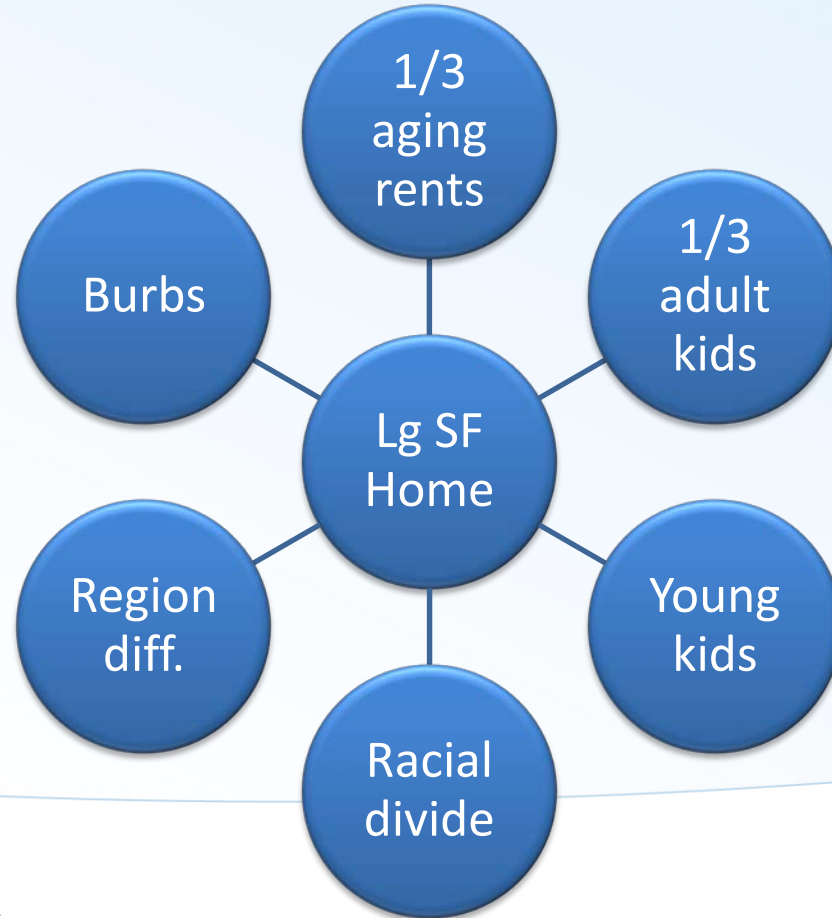 1/3
aging
rents
1/3
adult
kids
Burbs
Lg SF
Home
Region
diff.
Young
kids
Racial
divide